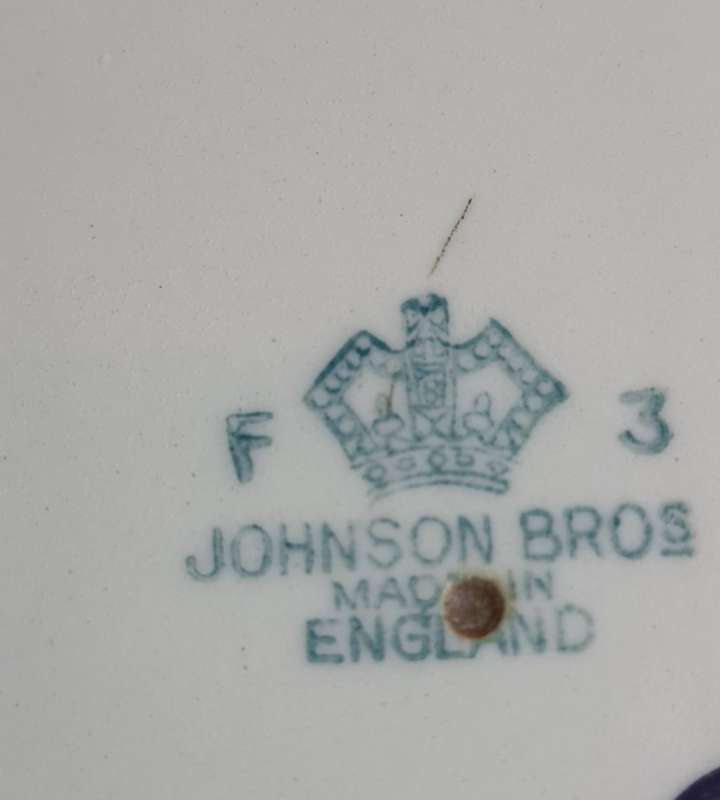 F 3
JOHNSON BROS
MADE IN
ENGLAND